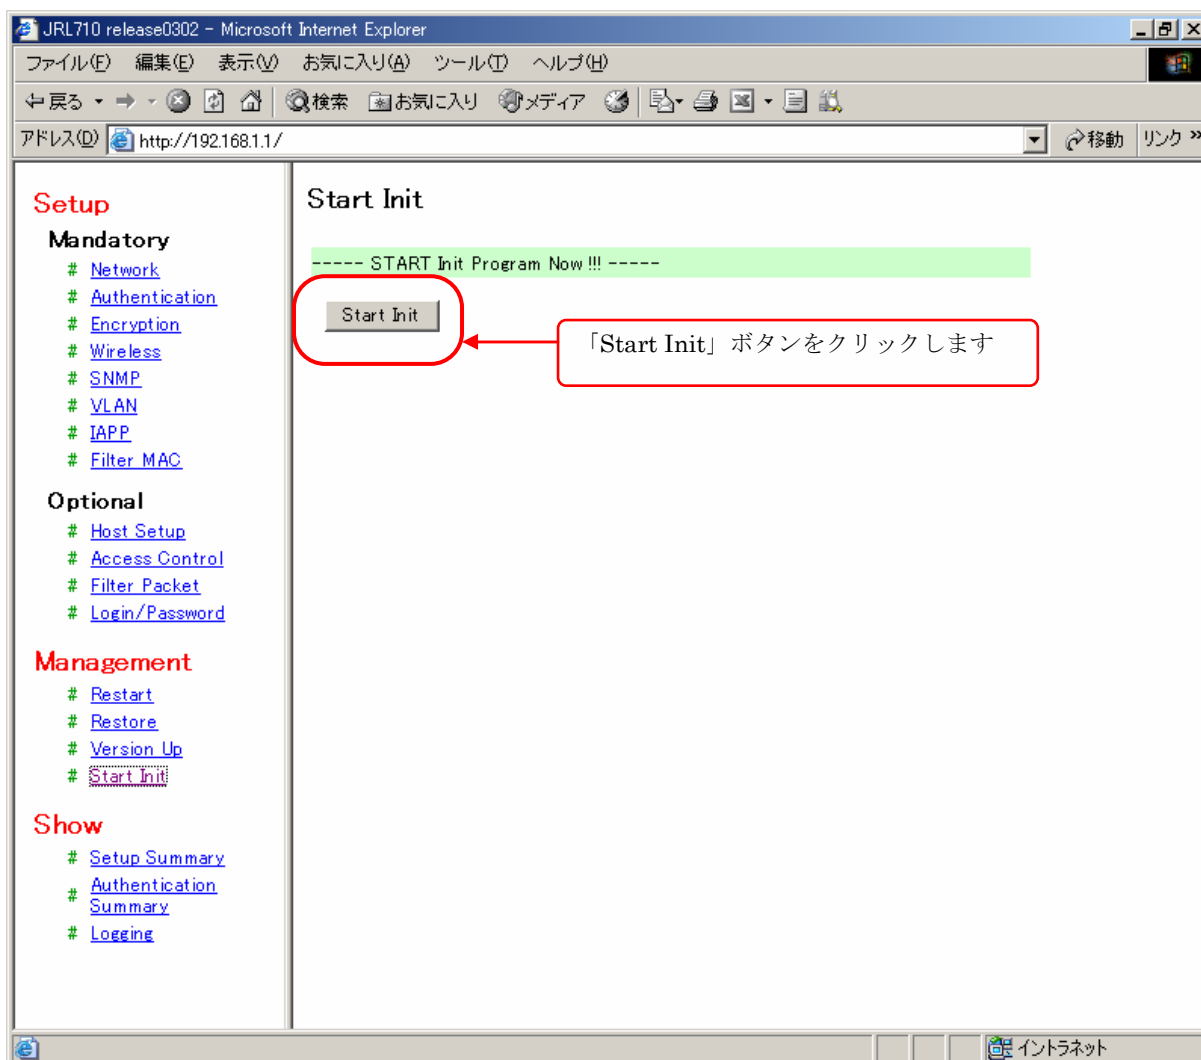 JRL710 release0302 - Microsoft Internet Explorer
ファイル(F) 編集(E) 表示(V) お気に入り(A) ツール(T) ヘルプ(H)
戻る 検索 お気に入り メディア
アドレス(D) http://192.168.1.1/ 移動 リンク »
Setup
Mandatory
# Network
# Authentication
# Encryption
# Wireless
# SNMP
# VLAN
# IAPP
# Filter MAC
Optional
# Host Setup
# Access Control
# Filter Packet
# Login/Password
Management
# Restart
# Restore
# Version Up
# Start Init
Show
# Setup Summary
# Authentication
Summary
# Logging
Start Init
----- START Init Program Now !!! -----
Start Init
「Start Init」ボタンをクリックします
イントラネット